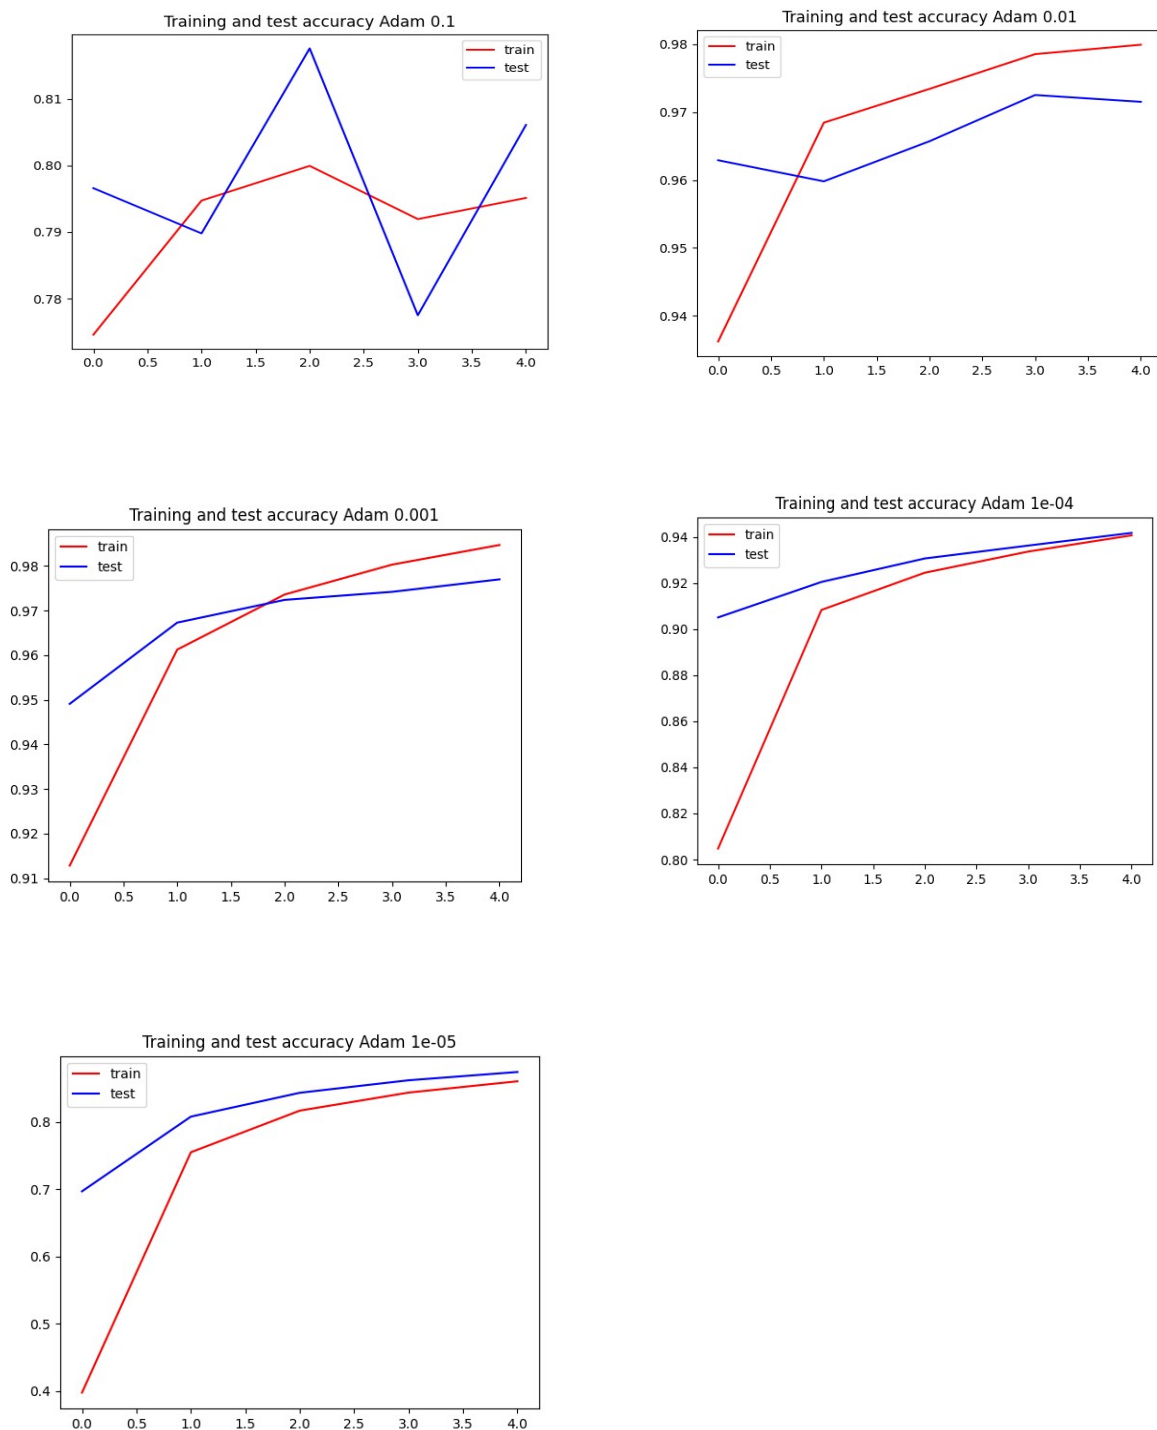 Training and test accuracy Adam 0.1
train
test
0.81
0.80
0.79
0.78
0.0 0.5 1.0 1.5 2.0 2.5 3.0 3.5 4.0
Training and test accuracy Adam 0.01
train
test
0.98
0.97
0.96
0.95
0.94
0.0 0.5 1.0 1.5 2.0 2.5 3.0 3.5 4.0
Training and test accuracy Adam 0.001
train
test
0.98
0.97
0.96
0.95
0.94
0.93
0.92
0.91
0.0 0.5 1.0 1.5 2.0 2.5 3.0 3.5 4.0
Training and test accuracy Adam 1e-04
train
test
0.94
0.92
0.90
0.88
0.86
0.84
0.82
0.80
0.0 0.5 1.0 1.5 2.0 2.5 3.0 3.5 4.0
Training and test accuracy Adam 1e-05
train
test
0.8
0.7
0.6
0.5
0.4
0.0 0.5 1.0 1.5 2.0 2.5 3.0 3.5 4.0